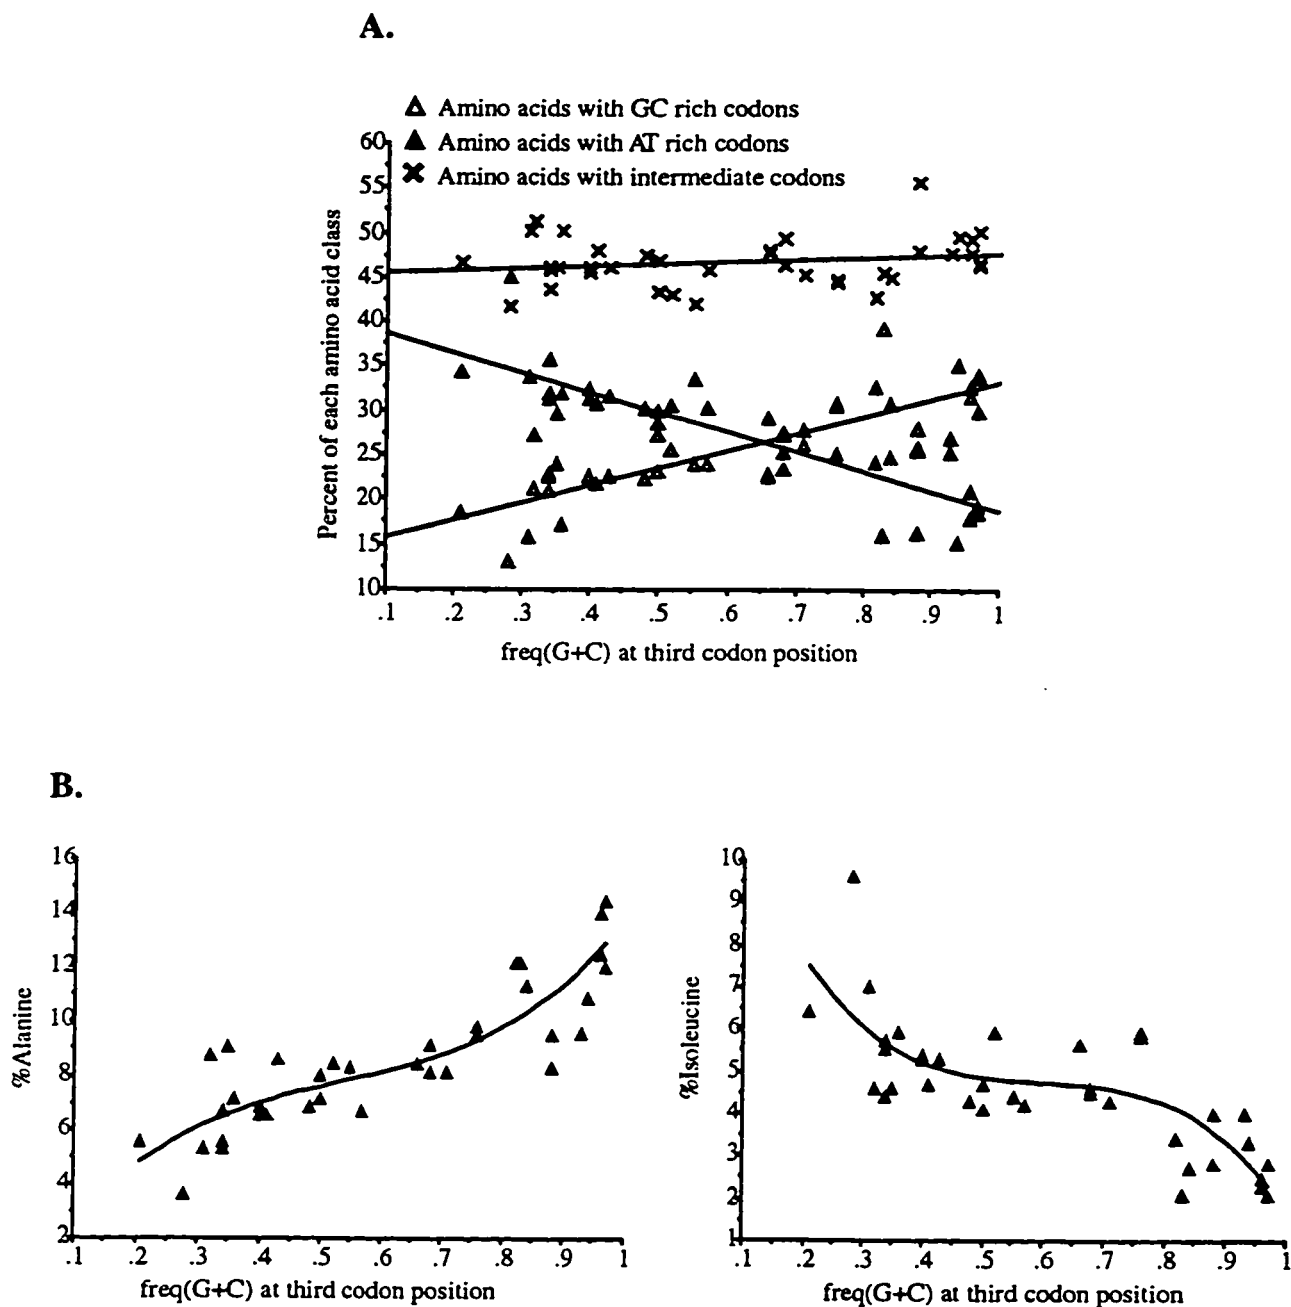 A.
Amino acids with GC rich codons
Amino acids with AT rich codons
Amino acids with intermediate codons
Percent of each amino acid class
60
55
50
45
40
35
30
25
20
15
10
.1 .2 .3 .4 .5 .6 .7 .8 .9 1
freq(G+C) at third codon position
B.
%Alanine
16
14
12
10
8
6
4
2
.1 .2 .3 .4 .5 .6 .7 .8 .9 1
freq(G+C) at third codon position
%Isoleucine
10
9
8
7
6
5
4
3
2
1
.1 .2 .3 .4 .5 .6 .7 .8 .9 1
freq(G+C) at third codon position